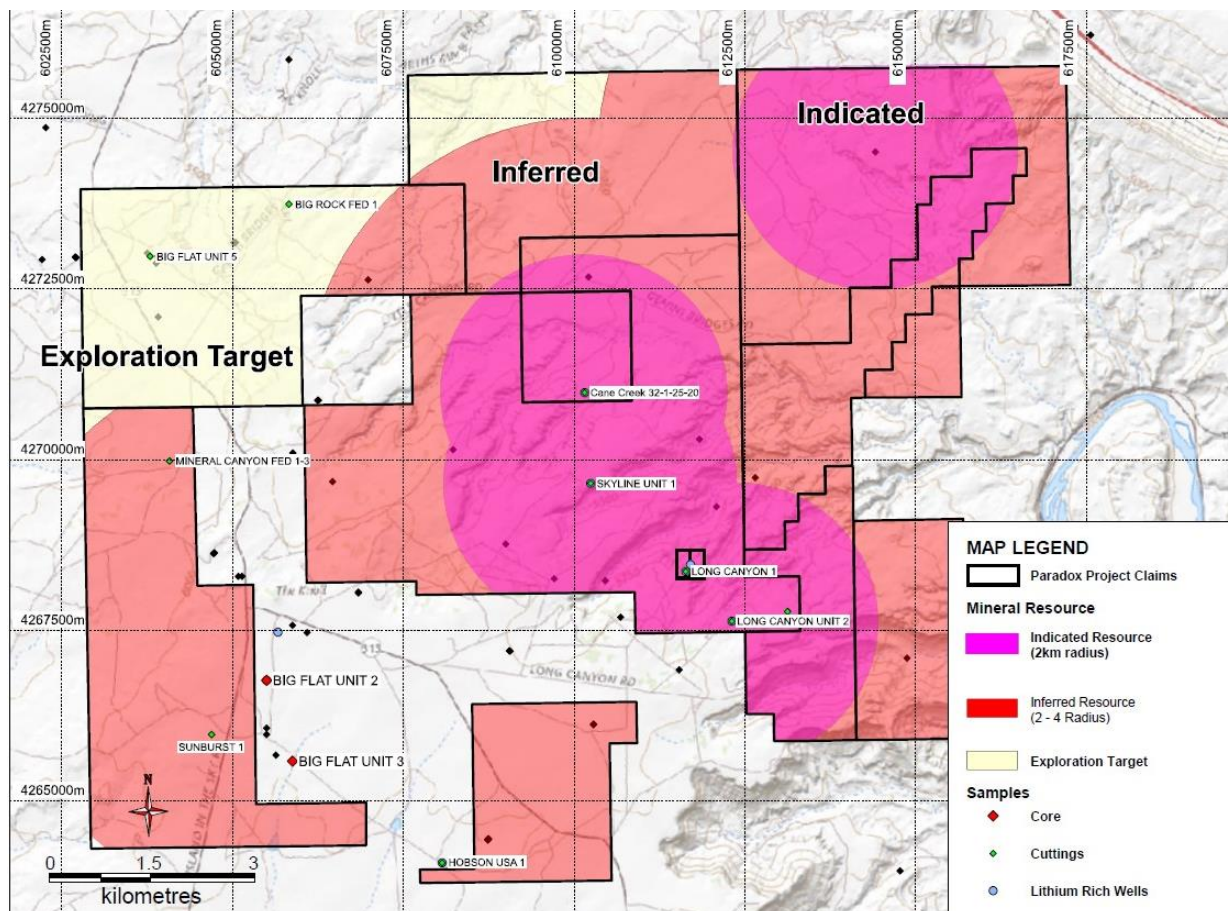 602500m
605000m
607500m
610000m
612500m
615000m
617500m
4275000m
Indicated
Inferred
BIG ROCK FED 1
BIG FLAT UNIT 5
4272500m
Exploration Target
Cane Creek 32-1-25-20
4270000m
MINERAL CANYON FED 1-3
SKYLINE UNIT 1
LONG CANYON 1
4267500m
LONG CANYON UNIT 2
313
LONG CANYON RD
BIG FLAT UNIT 2
SUNBURST 1
BIG FLAT UNIT 3
4265000m
N
HOBSON USA 1
0 1.5 3
kilometres
MAP LEGEND
Paradox Project Claims
Mineral Resource
Indicated Resource
(2km radius)
Inferred Resource
(2 - 4 Radius)
Exploration Target
Samples
Core
Cuttings
Lithium Rich Wells